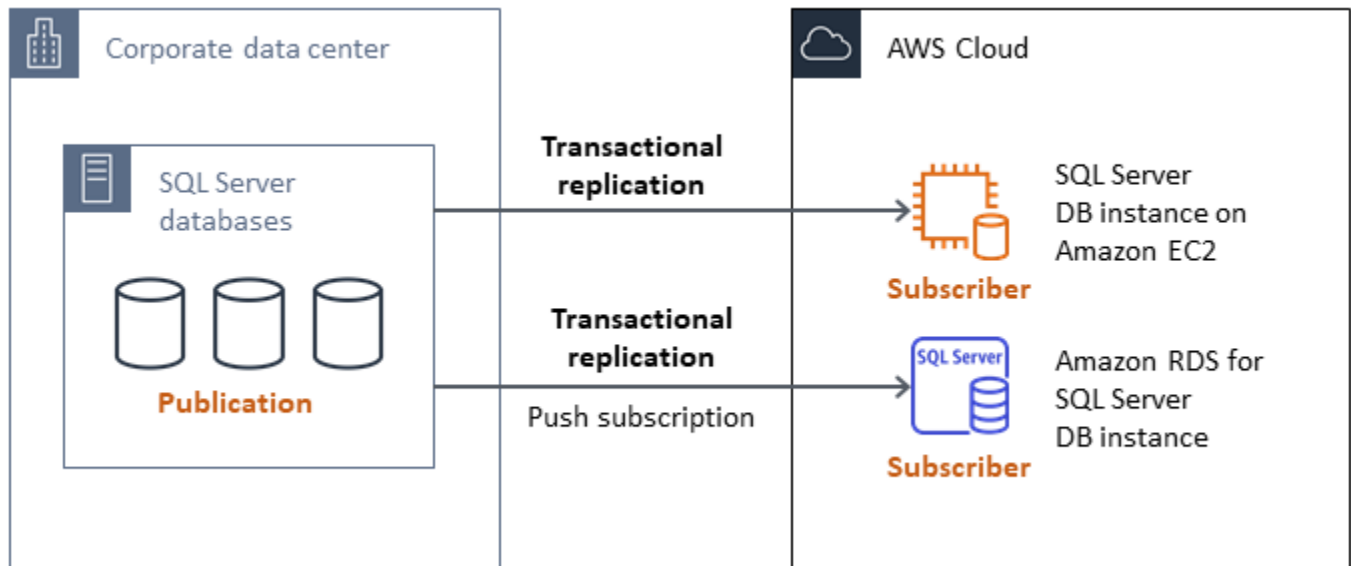 Corporate data center
SQL Server
databases
Publication
Transactional
replication
Transactional
replication
Push subscription
AWS Cloud
SQL Server
DB instance on
Amazon EC2
Subscriber
SQL Server
Amazon RDS for
SQL Server
DB instance
Subscriber